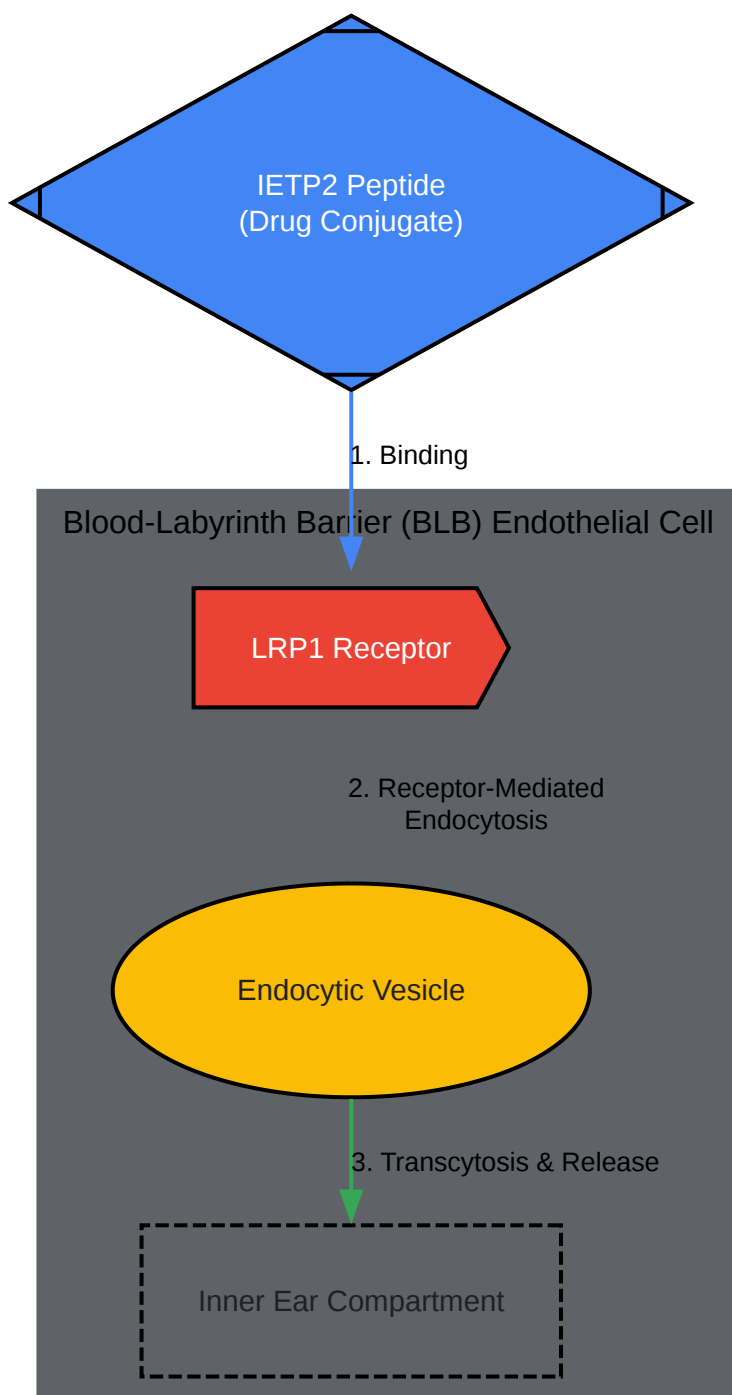 IETP2 Peptide
(Drug Conjugate)
1. Binding
Blood-Labyrinth Barrier (BLB) Endothelial Cell
LRP1 Receptor
2. Receptor-Mediated
Endocytosis
Endocytic Vesicle
3. Transcytosis & Release
Inner Ear Compartment